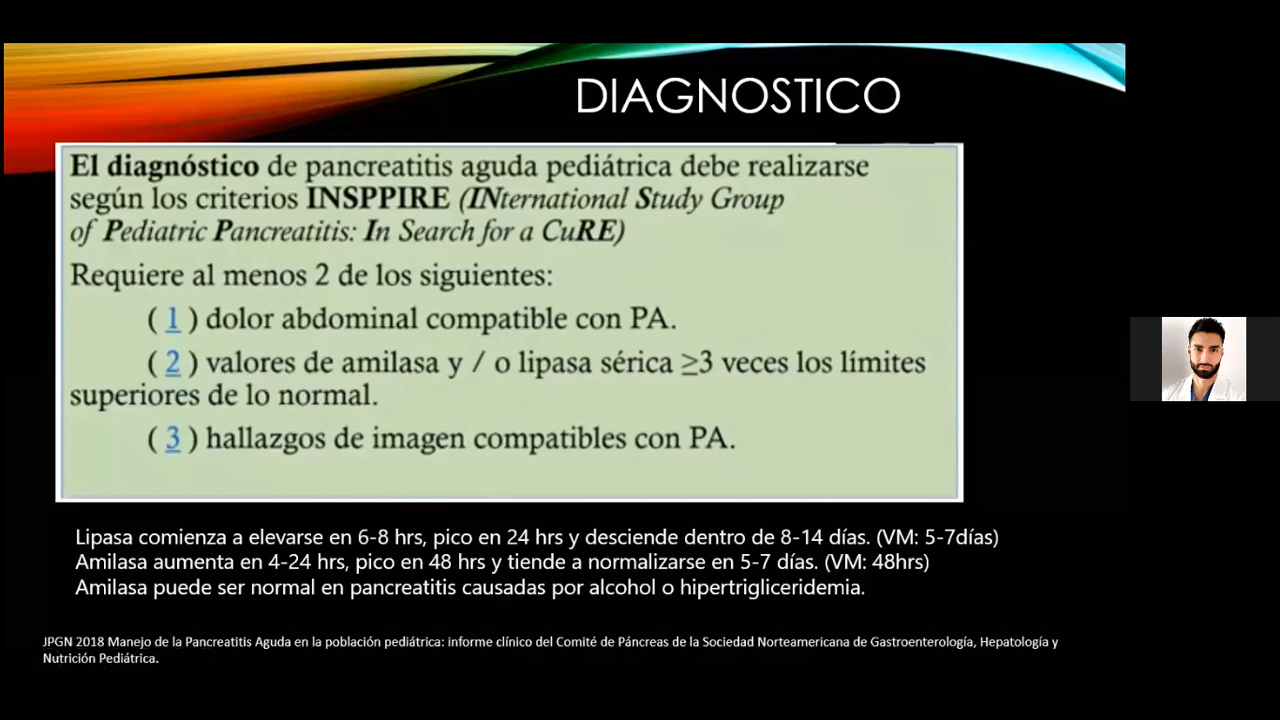 DIAGNOSTICO
El diagnóstico de pancreatitis aguda pediátrica debe realizarse
según los criterios INSPPIRE (INternational Study Group
of Pediatric Pancreatitis: In Search for a CuRE)
Requiere al menos 2 de los siguientes:
( 1 ) dolor abdominal compatible con PA.
( 2 ) valores de amilasa y / o lipasa sérica ≥3 veces los límites
superiores de lo normal.
( 3 ) hallazgos de imagen compatibles con PA.
Lipasa comienza a elevarse en 6-8 hrs, pico en 24 hrs y desciende dentro de 8-14 días. (VM: 5-7días)
Amilasa aumenta en 4-24 hrs, pico en 48 hrs y tiende a normalizarse en 5-7 días. (VM: 48hrs)
Amilasa puede ser normal en pancreatitis causadas por alcohol o hipertrigliceridemia.
JPGN 2018 Manejo de la Pancreatitis Aguda en la población pediátrica: informe clínico del Comité de Páncreas de la Sociedad Norteamericana de Gastroenterología, Hepatología y
Nutrición Pediátrica.